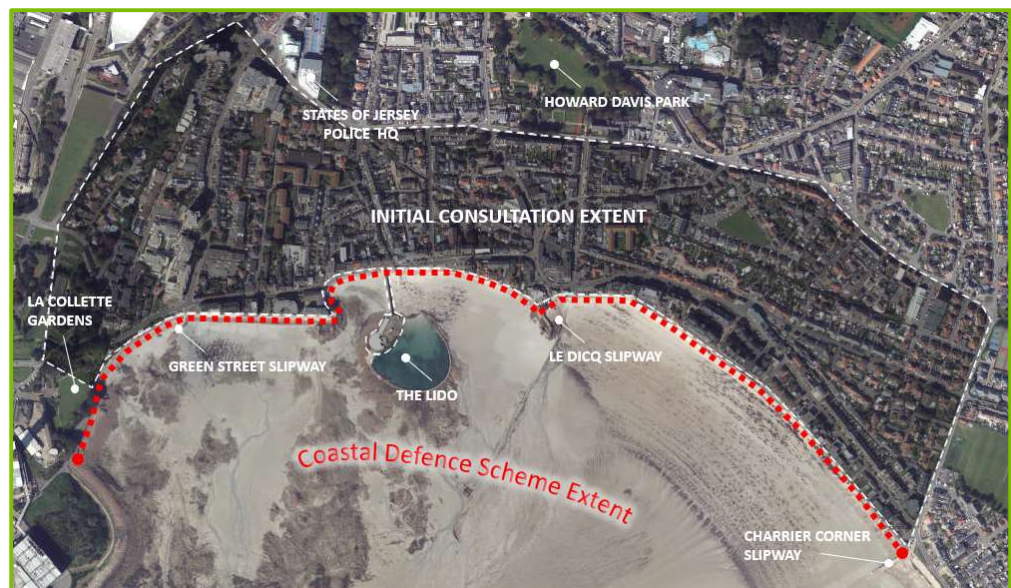 STATES OF JERSEY
POLICE HQ
HOWARD DAVIS PARK
INITIAL CONSULTATION EXTENT
LA COLLETTE
GARDENS
GREEN STREET SLIPWAY
THE LIDO
LE DICQ SLIPWAY
Coastal Defence Scheme Extent
CHARRIER CORNER
SLIPWAY